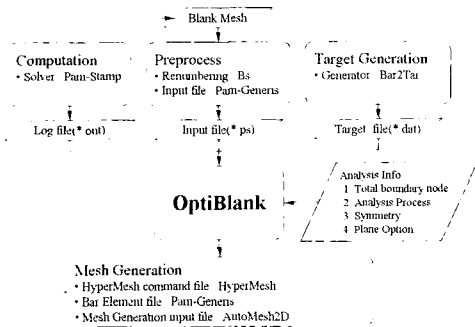 Blank Mesh
Computation
• Solver Pam-Stamp
Preprocess
• Renumbering Bs
• Input file Pam-Generis
Target Generation
• Generator Bar2Tar
Log file(* out)
Input file(* ps)
Target file(* dat)
Analysis Info
1 Total boundary node
2 Analysis Process
3 Symmetry
4 Plane Option
OptiBlank
Mesh Generation
• HyperMesh command file HyperMesh
• Bar Element file Pam-Generis
• Mesh Generation input file AutoMesh2D